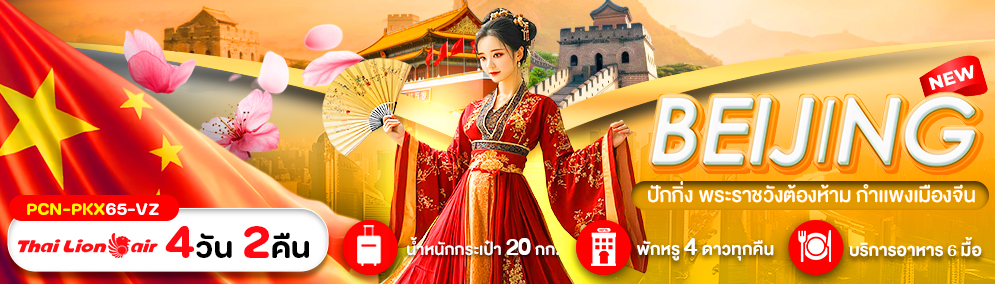 NEW
BEIJING
ปักกิ่ง พระราชวังต้องห้าม กำแพงเมืองจีน
PCN-PKX65-VZ
Thai Lion air 4วัน 2คืน
น้ำหนักกระเป๋า 20 กก.
พักหรู 4 ดาวทุกคืน
บริการอาหาร 6 มื้อ